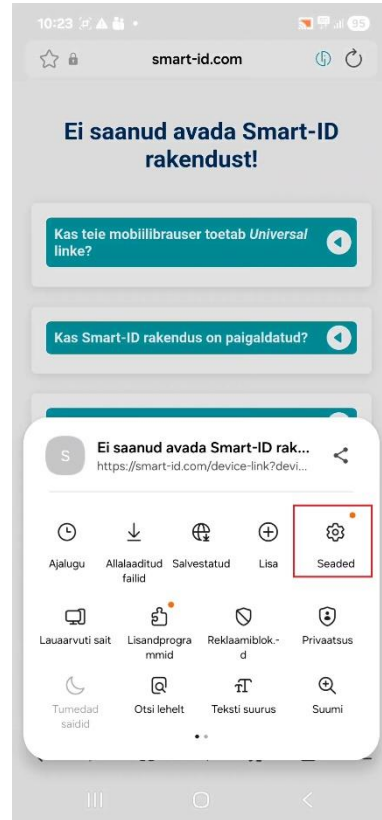 10:23
95
smart-id.com
Ei saanud avada Smart-ID
rakendust!
Kas teie mobiilibrauser toetab Universal
linke?
Kas Smart-ID rakendus on paigaldatud?
S
Ei saanud avada Smart-ID rak...
https://smart-id.com/device-link?devi...
Ajalugu
Allalaaditud
failid
Salvestatud
Lisa
Seaded
Lauaarvuti sait
Lisandprogra
mmid
Reklaamiblok.-
d
Privaatsus
Tumedad
saidid
Otsi lehelt
Teksti suurus
Suumi